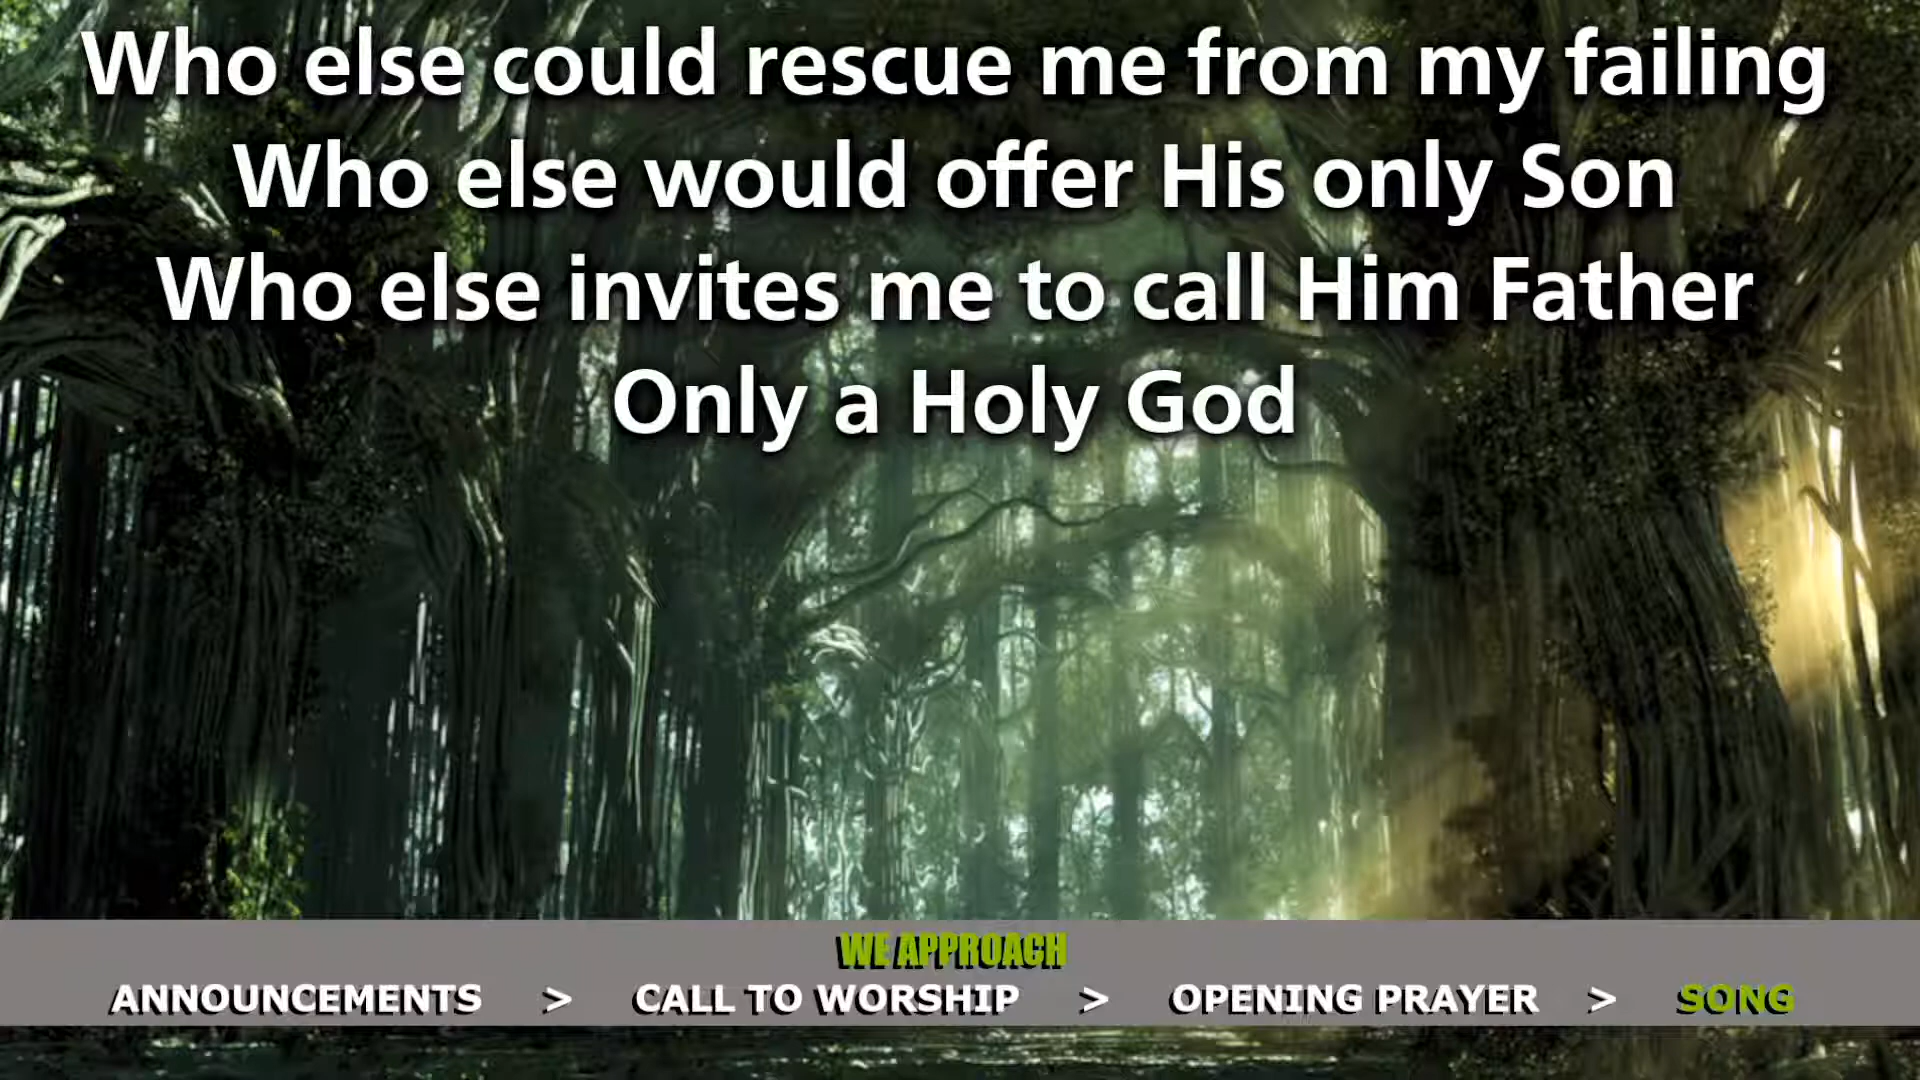 Who else could rescue me from my failing
Who else would offer His only Son
Who else invites me to call Him Father
Only a Holy God
WE APPROACH
ANNOUNCEMENTS > CALL TO WORSHIP > OPENING PRAYER > SONG